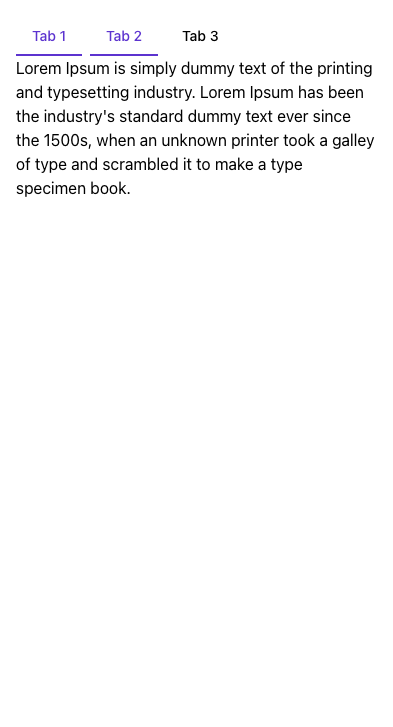 Tab 1 Tab 2 Tab 3
Lorem Ipsum is simply dummy text of the printing
and typesetting industry. Lorem Ipsum has been
the industry's standard dummy text ever since
the 1500s, when an unknown printer took a galley
of type and scrambled it to make a type
specimen book.